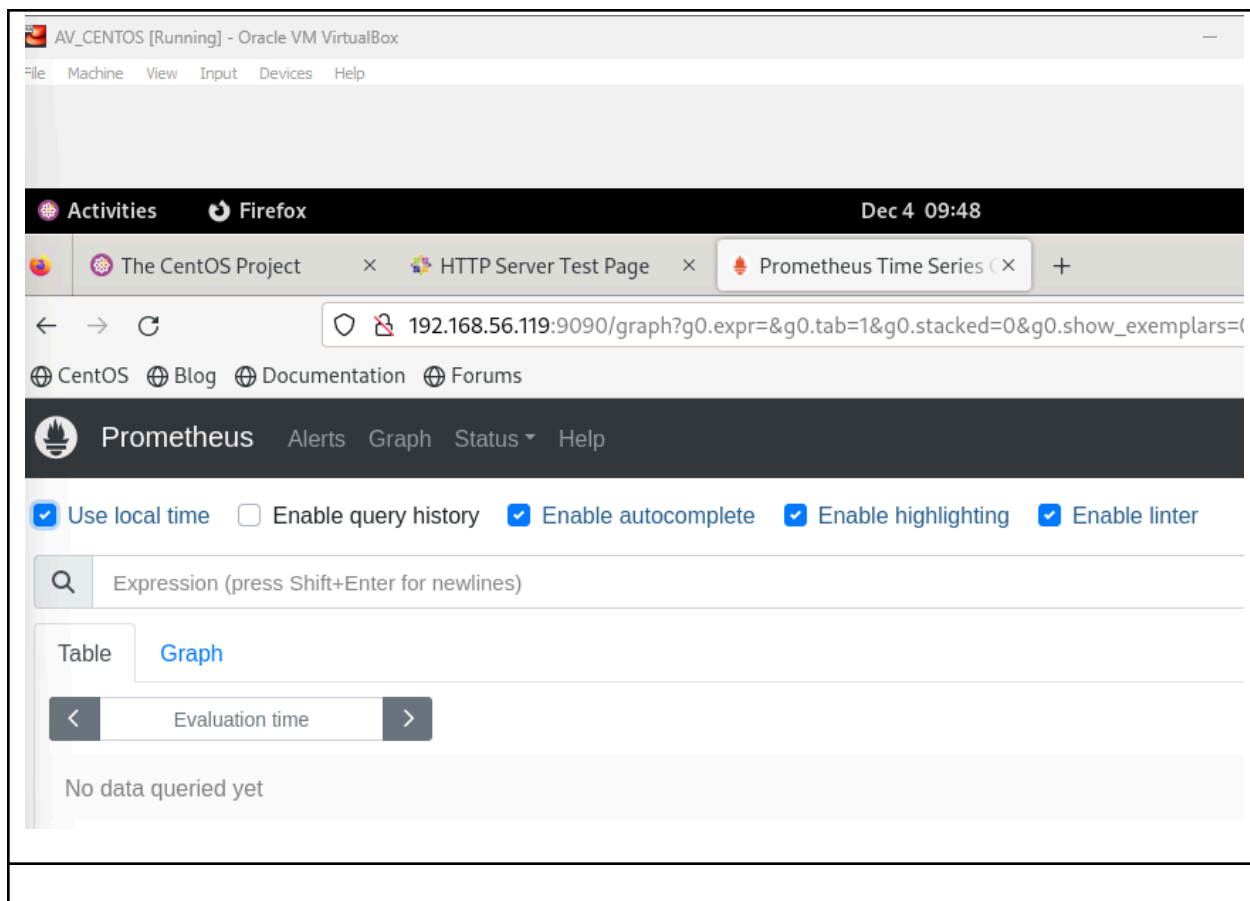 AV_CENTOS [Running] - Oracle VM VirtualBox
File Machine View Input Devices Help
Activities Firefox Dec 4 09:48
The CentOS Project × HTTP Server Test Page × Prometheus Time Series × +
192.168.56.119:9090/graph?g0.expr=&g0.tab=1&g0.stacked=0&g0.show_exemplars=
CentOS Blog Documentation Forums
Prometheus Alerts Graph Status Help
Use local time Enable query history Enable autocomplete Enable highlighting Enable linter
Expression (press Shift+Enter for newlines)
Table Graph
Evaluation time
No data queried yet